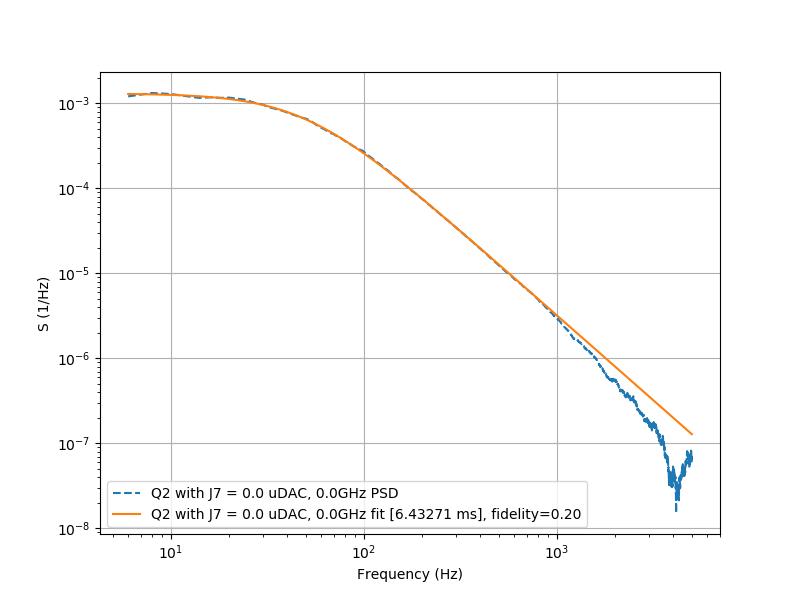 10⁻³
10⁻⁴
10⁻⁵
10⁻⁶
10⁻⁷
10⁻⁸
S (1/Hz)
Q2 with J7 = 0.0 uDAC, 0.0GHz PSD
Q2 with J7 = 0.0 uDAC, 0.0GHz fit [6.43271 ms], fidelity=0.20
10¹
10²
10³
Frequency (Hz)